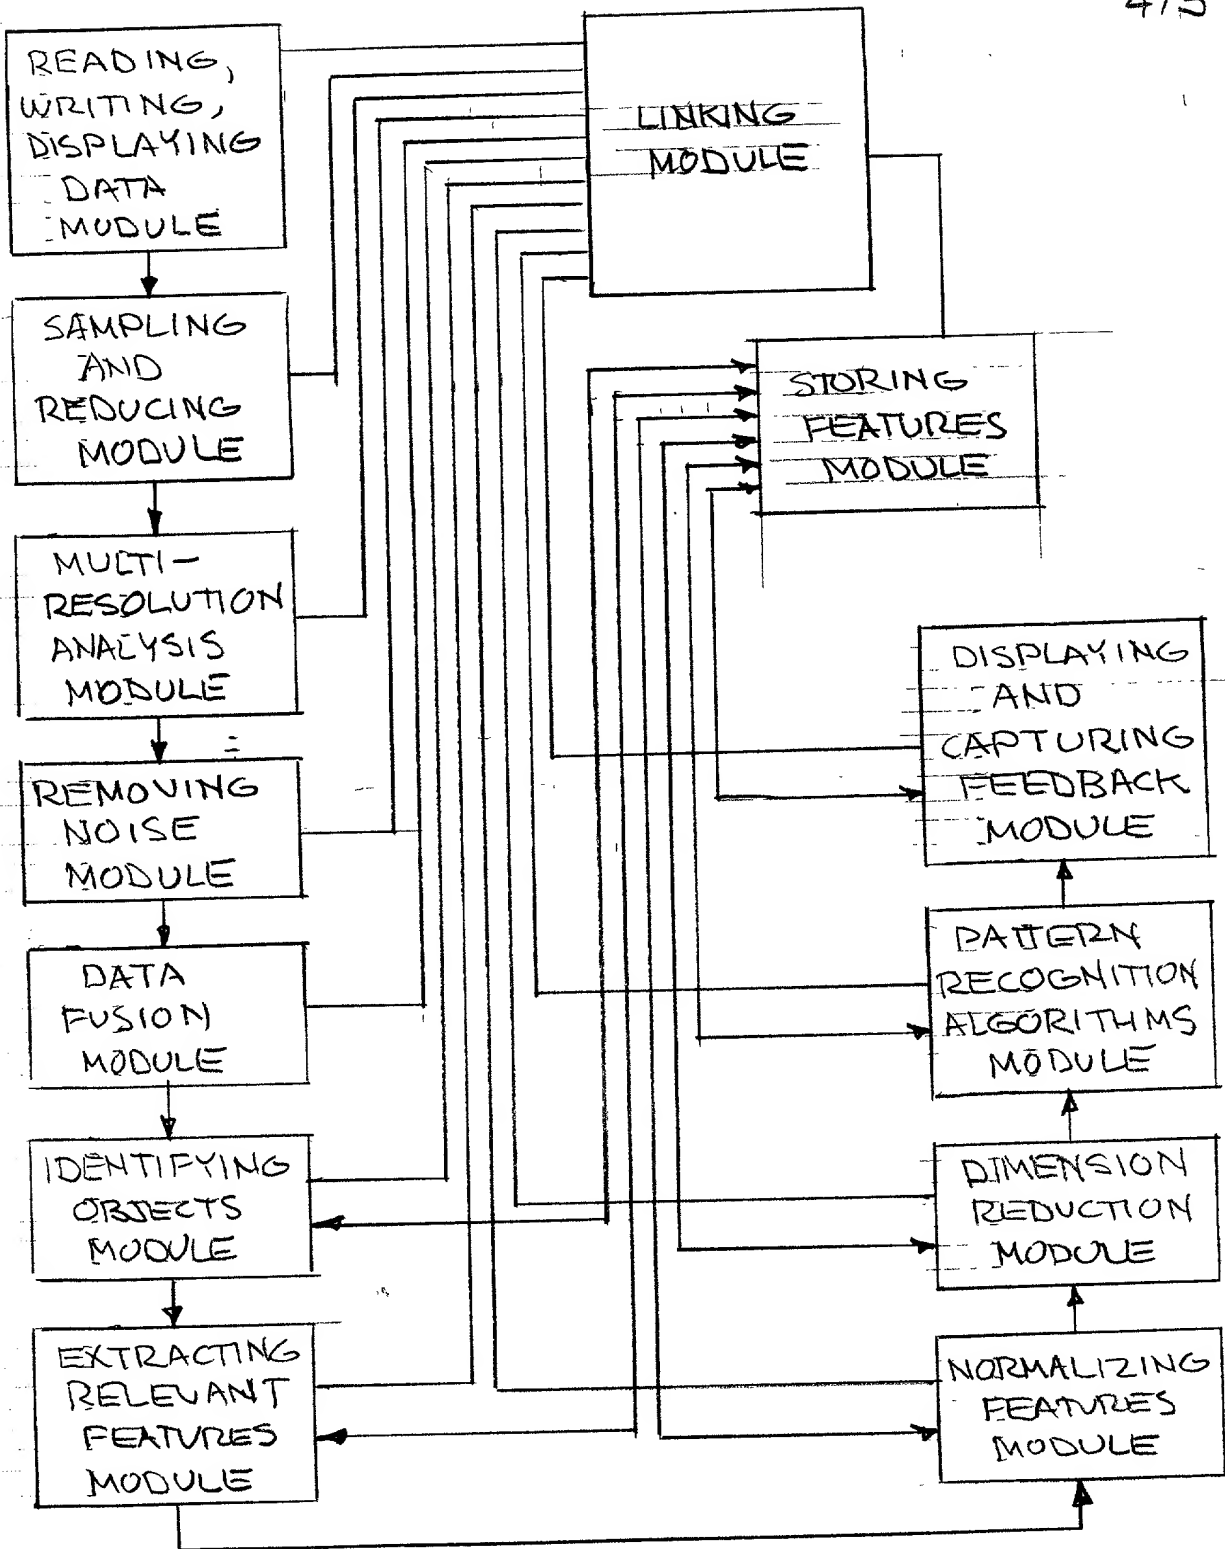 4/5
READING,
WRITING,
DISPLAYING
DATA
MODULE
LINKING
MODULE
SAMPLING
AND
REDUCING
MODULE
STORING
FEATURES
MODULE
MULTI-
RESOLUTION
ANALYSIS
MODULE
DISPLAYING
AND
CAPTURING
FEEDBACK
MODULE
REMOVING
NOISE
MODULE
DATA
FUSION
MODULE
PATTERN
RECOGNITION
ALGORITHMS
MODULE
IDENTIFYING
OBJECTS
MODULE
DIMENSION
REDUCTION
MODULE
EXTRACTING
RELEVANT
FEATURES
MODULE
NORMALIZING
FEATURES
MODULE